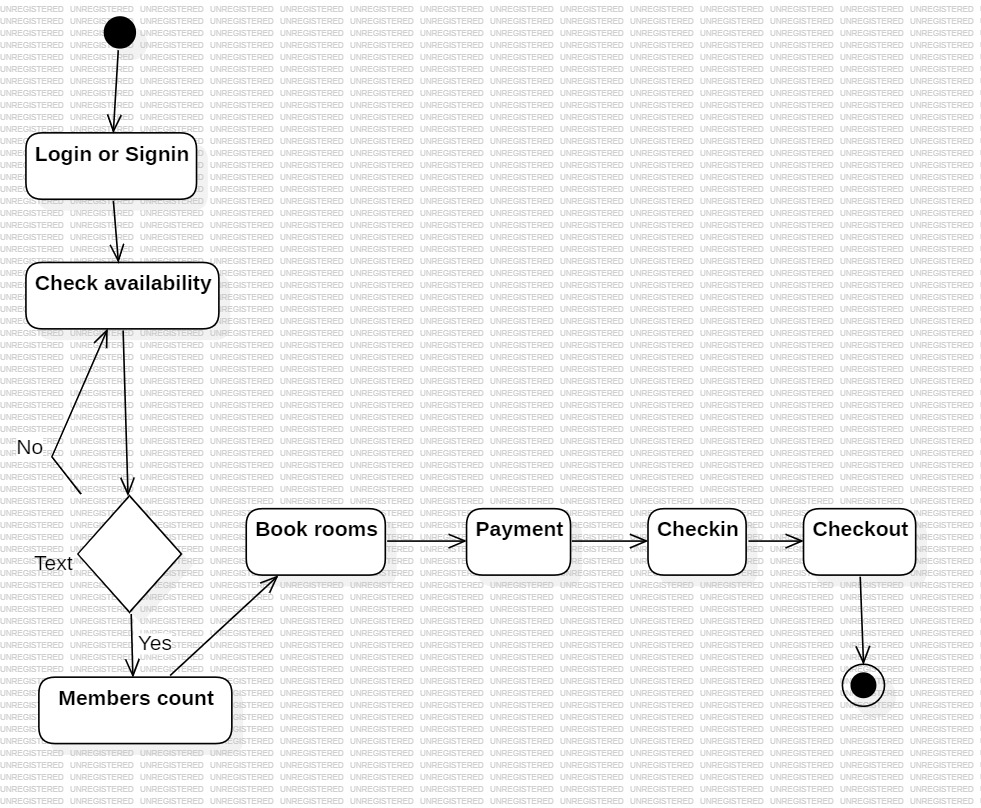 Login or Signin
Check availability
No
Text
Yes
Members count
Book rooms
Payment
Checkin
Checkout
UNREGISTERED